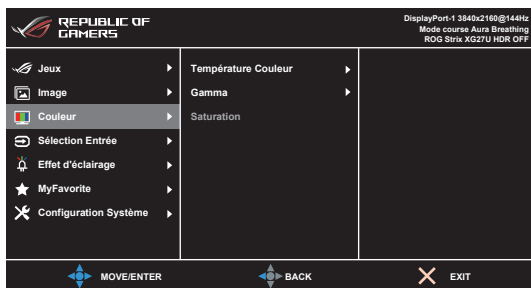 REPUBLIC OF
GAMERS
DisplayPort-1 3840x2160@144Hz
Mode course Aura Breathing
ROG Strix XG27U HDR OFF
Jeux
Image
Couleur
Sélection Entrée
Effet d'éclairage
MyFavorite
Configuration Système
Température Couleur
Gamma
Saturation
MOVE/ENTER
BACK
EXIT